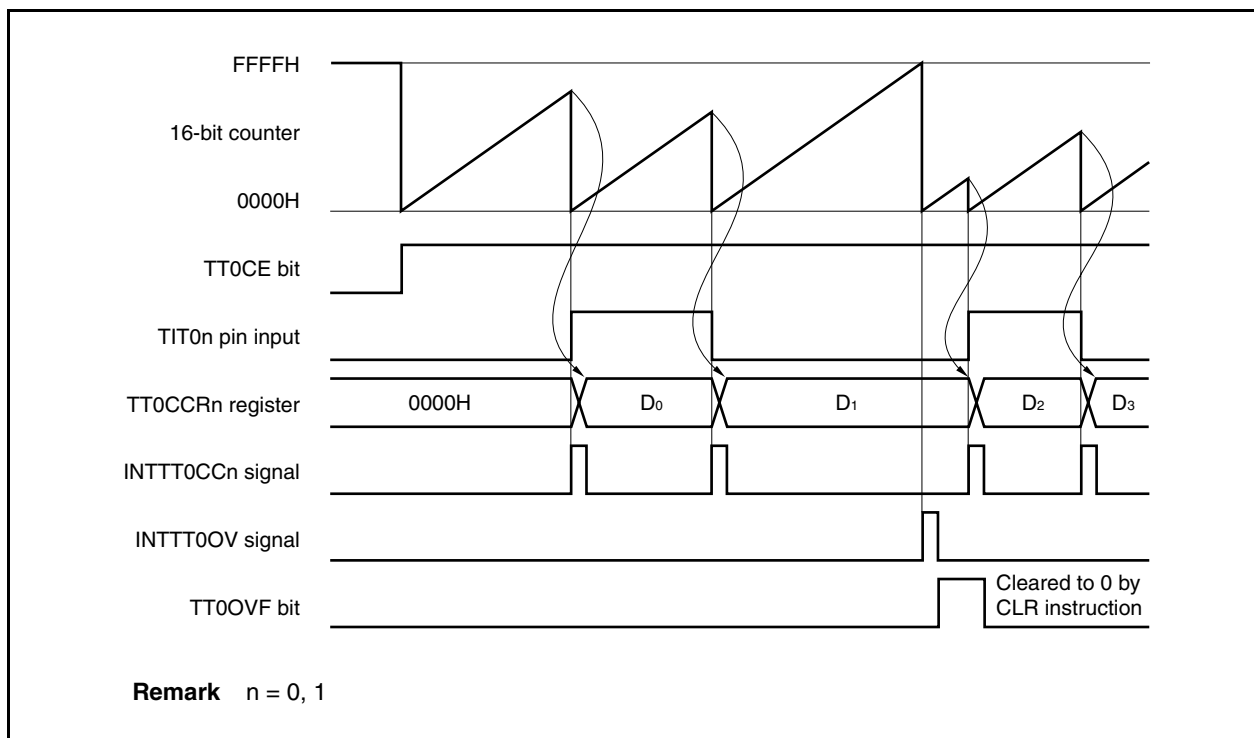 FFFFH
16-bit counter
0000H
TT0CE bit
TIT0n pin input
TT0CCRn register
0000H
D0
D1
D2
D3
INTTT0CCn signal
INTTT0OV signal
TT0OVF bit
Cleared to 0 by
CLR instruction
Remark n = 0, 1